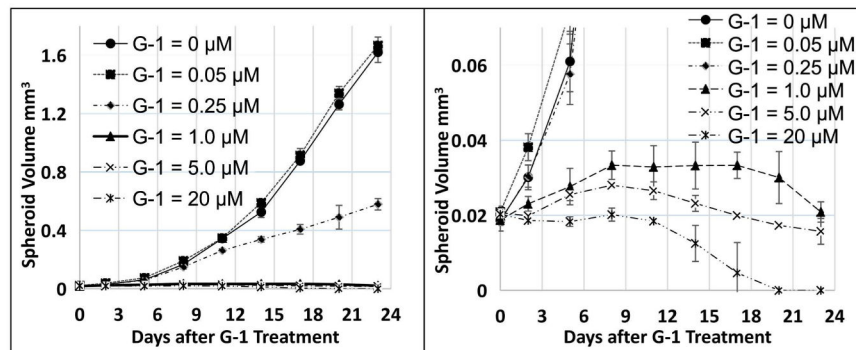 Spheroid Volume mm³
1.6
1.2
0.8
0.4
0
G-1 = 0 µM
G-1 = 0.05 µM
G-1 = 0.25 µM
G-1 = 1.0 µM
G-1 = 5.0 µM
G-1 = 20 µM
0 3 6 9 12 15 18 21 24
Days after G-1 Treatment
Spheroid Volume mm³
0.06
0.04
0.02
0
G-1 = 0 µM
G-1 = 0.05 µM
G-1 = 0.25 µM
G-1 = 1.0 µM
G-1 = 5.0 µM
G-1 = 20 µM
0 3 6 9 12 15 18 21 24
Days after G-1 Treatment